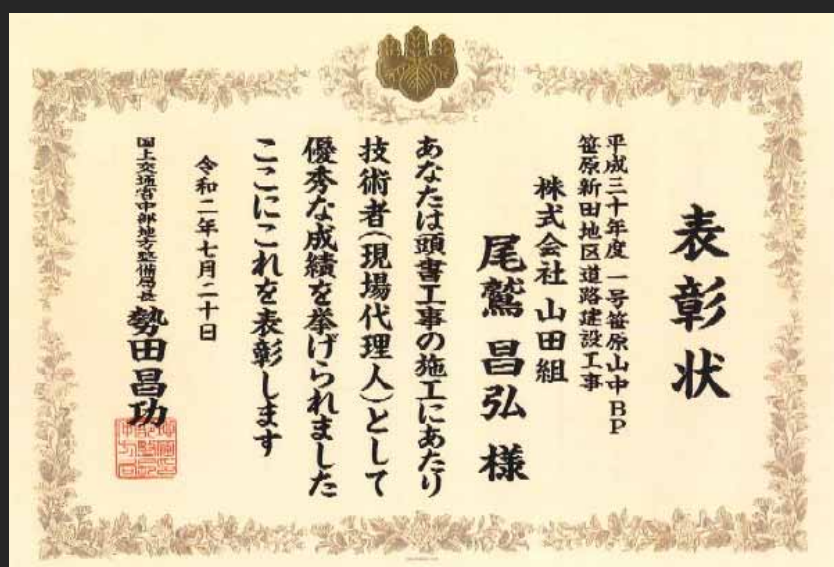 表彰状
平成三十年度 一号笹原山中BP
笹原新田地区道路建設工事
株式会社 山田組
尾鷲 昌弘 様
あなたは頭書工事の施工にあたり
技術者(現場代理人)として
優秀な成績を挙げられました
ここにこれを表彰します
令和二年七月二十日
国土交通省中部地方整備局長 勢田昌功